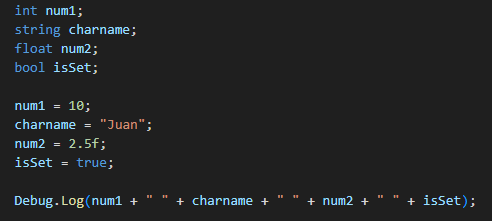 int num1;
string charname;
float num2;
bool isSet;
num1 = 10;
charname = "Juan";
num2 = 2.5f;
isSet = true;
Debug.Log(num1 + " " + charname + " " + num2 + " " + isSet);